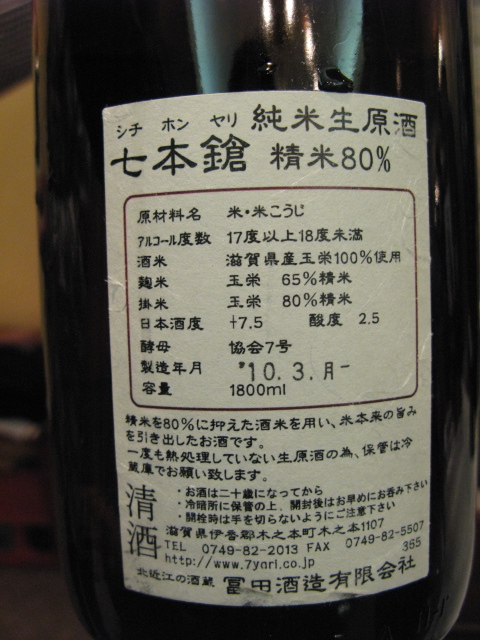 シチ ホン ヤリ 純米生原酒
七本鎗 精米80%
原材料名 米・米こうじ
アルコール度数 17度以上18度未満
酒米 滋賀県産玉栄100%使用
麹米 玉栄 65%精米
掛米 玉栄 80%精米
日本酒度 +7.5 酸度 2.5
酵母 協会7号
製造年月 '10.3.月
容量 1800ml
精米を80%に抑えた酒米を用い、米本来の旨み
を引き出したお酒です。
一度も熱処理していない生原酒の為、保管は冷
蔵庫でお願い致します。
清酒
・お酒は二十歳になってから
・冷暗所に保管の上、開封後はお早めにお呑み下さい
・開栓時は手を切らないようにご注意下さい
滋賀県伊香郡木之本町木之本1107
TEL 0749-82-2013 FAX 0749-82-5507
http://www.7yari.co.jp 355
北近江の酒蔵 冨田酒造有限会社